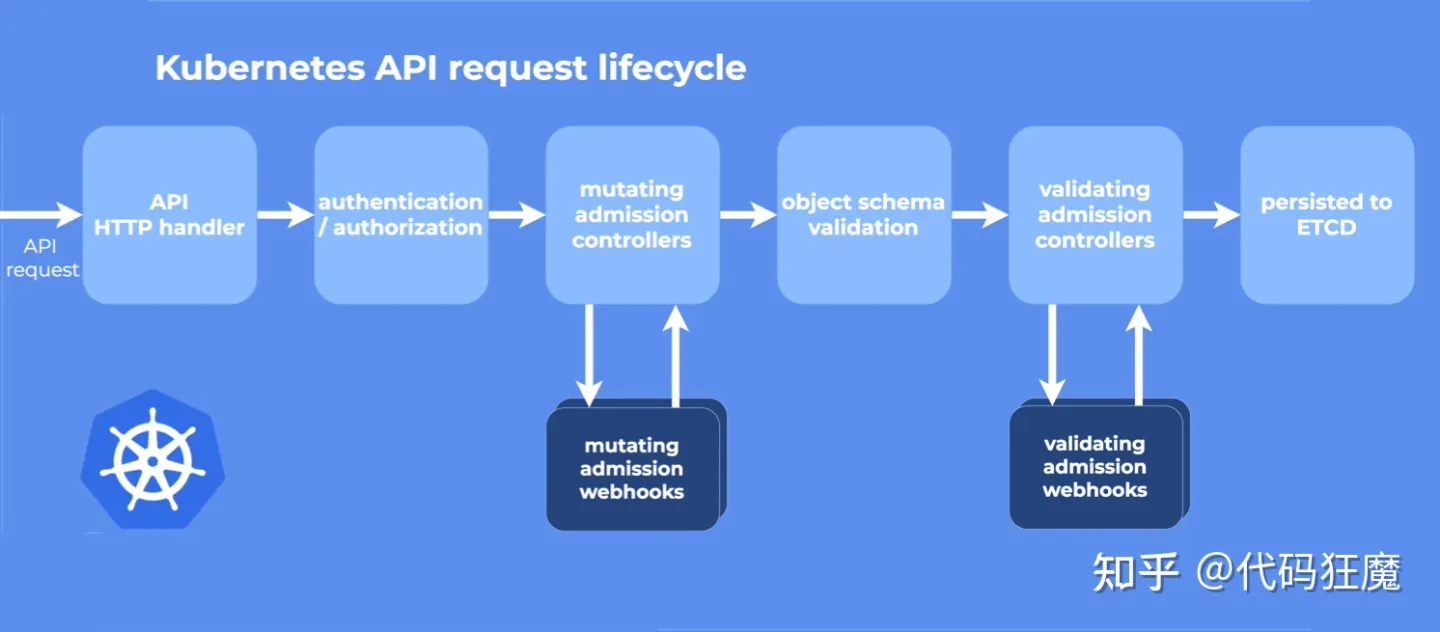 Kubernetes API request lifecycle
API
request
API
HTTP handler
authentication
/ authorization
mutating
admission
controllers
object schema
validation
validating
admission
controllers
persisted to
ETCD
mutating
admission
webhooks
validating
admission
webhooks
知乎 @代码狂魔